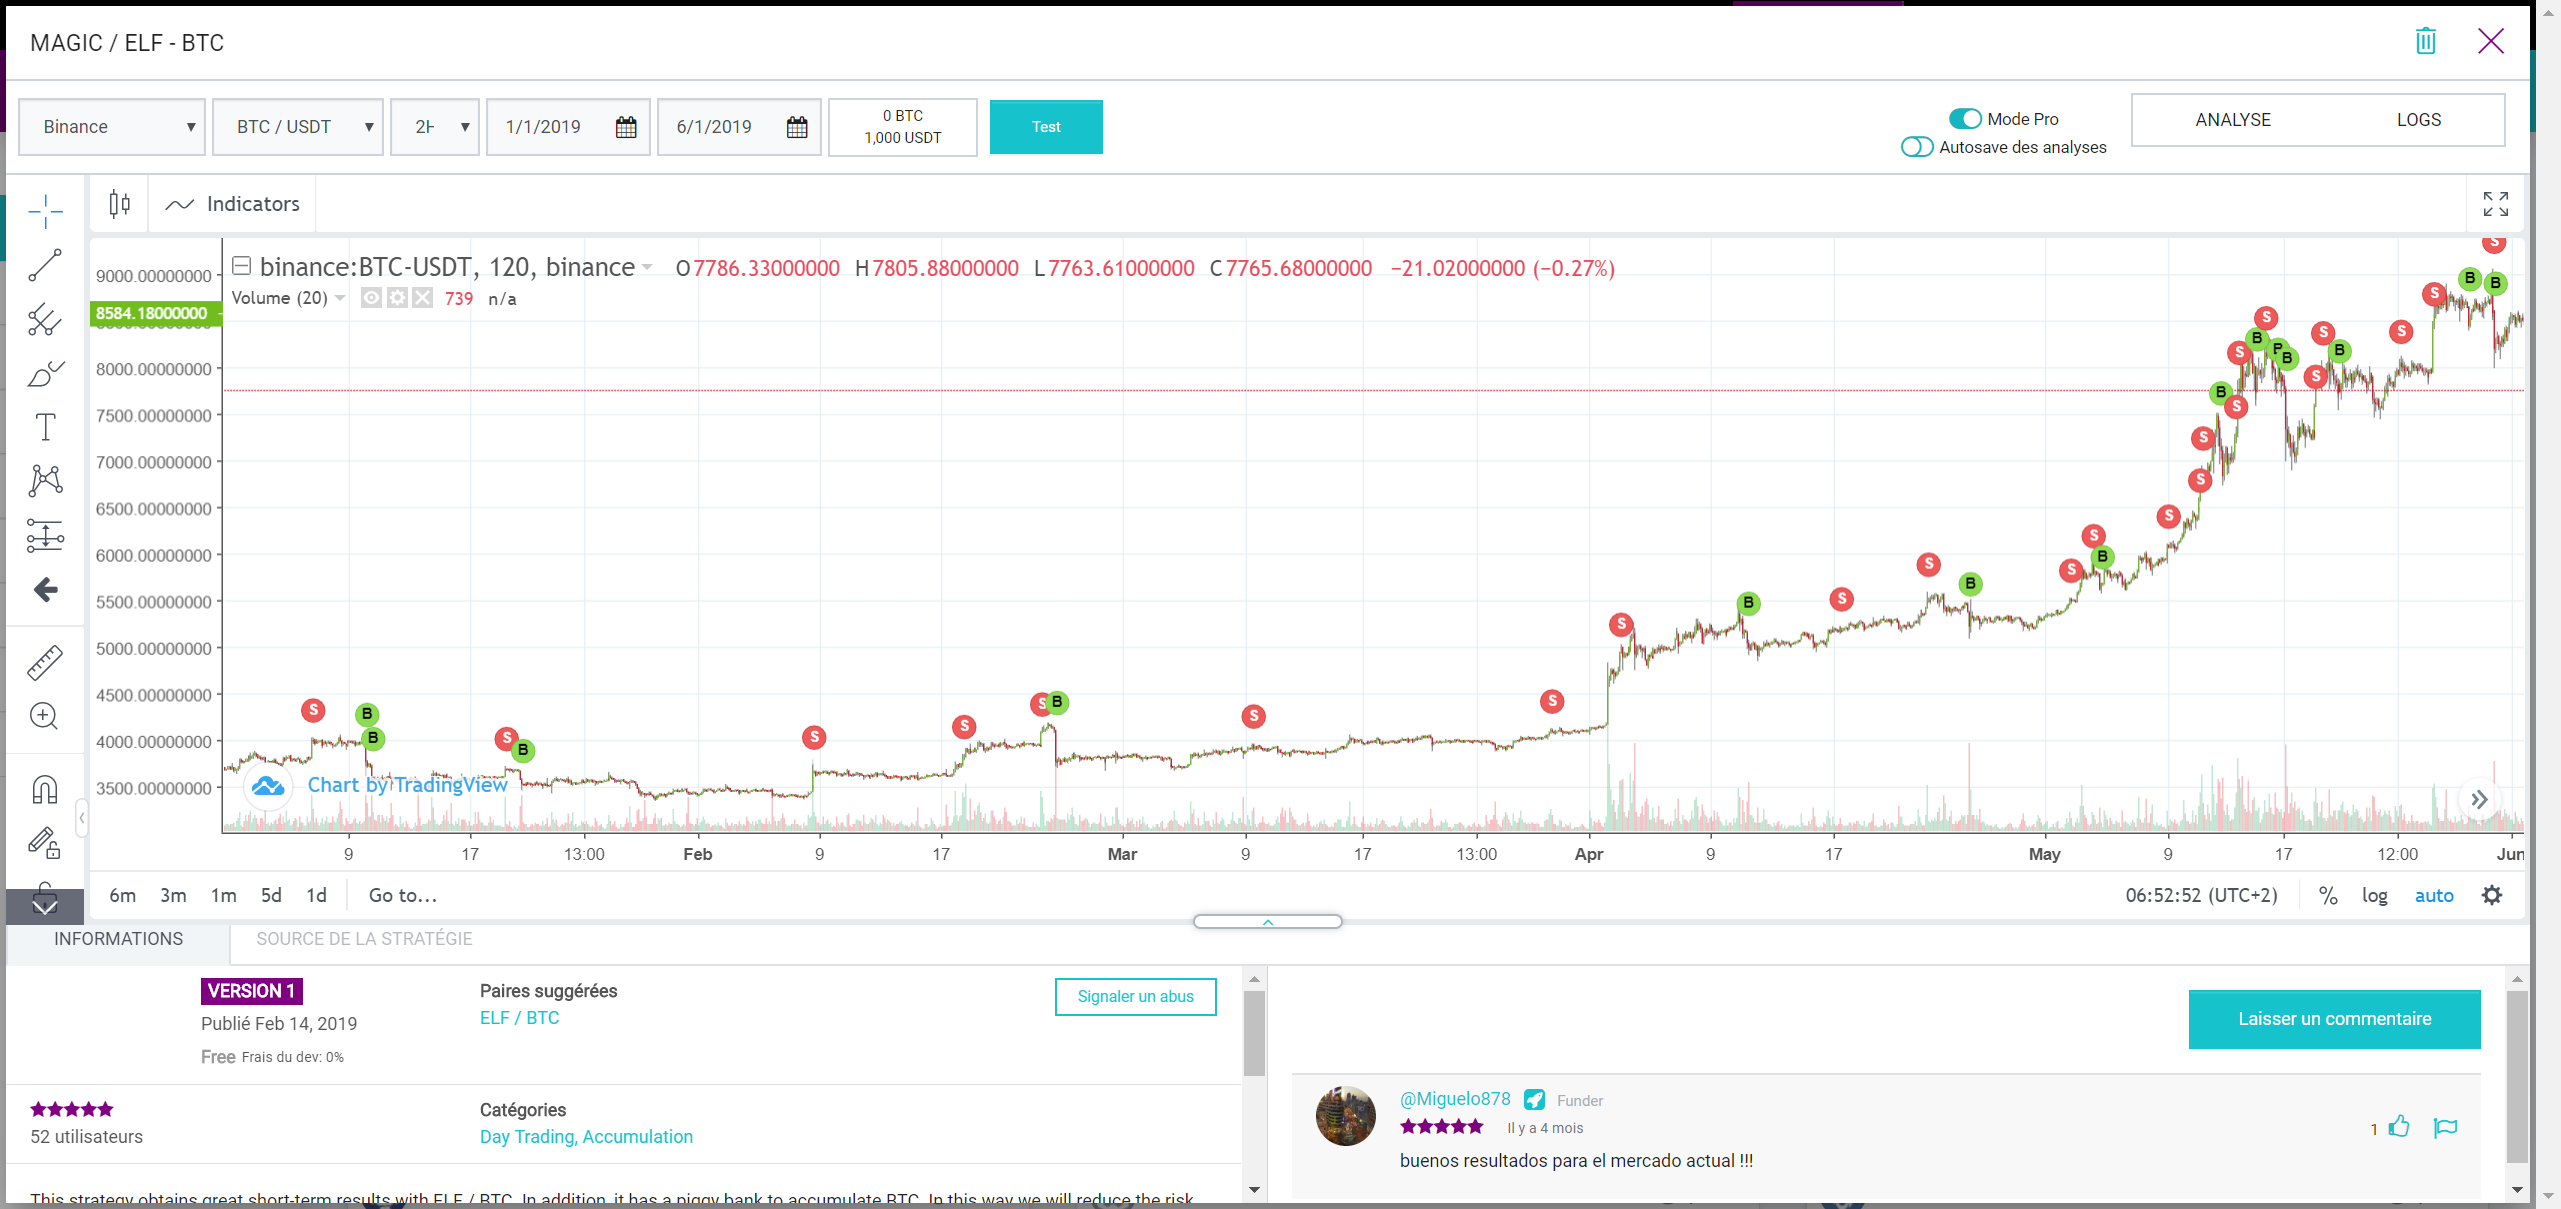 MAGIC / ELF - BTC
Binance
BTC / USDT
2H
1/1/2019
6/1/2019
0 BTC
1,000 USDT
Test
Mode Pro
Autosave des analyses
ANALYSE
LOGS
Indicators
binance:BTC-USDT, 120, binance O7786.33000000 H7805.88000000 L7763.61000000 C7765.68000000 −21.02000000 (−0.27%)
Volume (20) 739 n/a
9000.00000000
8584.18000000
8000.00000000
7500.00000000
7000.00000000
6500.00000000
6000.00000000
5500.00000000
5000.00000000
4500.00000000
4000.00000000
3500.00000000
S B B S B S S S B S S S B S S B S S B S S S B S S B S B B S S B S S B B S
Chart by TradingView
9 17 13:00 Feb 9 17 Mar 9 17 13:00 Apr 9 17 May 9 17 12:00 Jun
6m 3m 1m 5d 1d Go to...
06:52:52 (UTC+2) % log auto
INFORMATIONS
SOURCE DE LA STRATÉGIE
VERSION 1
Publié Feb 14, 2019
Free Frais du dev: 0%
Paires suggérées
ELF / BTC
Signaler un abus
52 utilisateurs
Catégories
Day Trading, Accumulation
This strategy obtains great short-term results with ELF / BTC. In addition, it has a piggy bank to accumulate BTC. In this way we will reduce the risk
Laisser un commentaire
@Miguelo878 Funder
Il y a 4 mois
1
buenos resultados para el mercado actual !!!